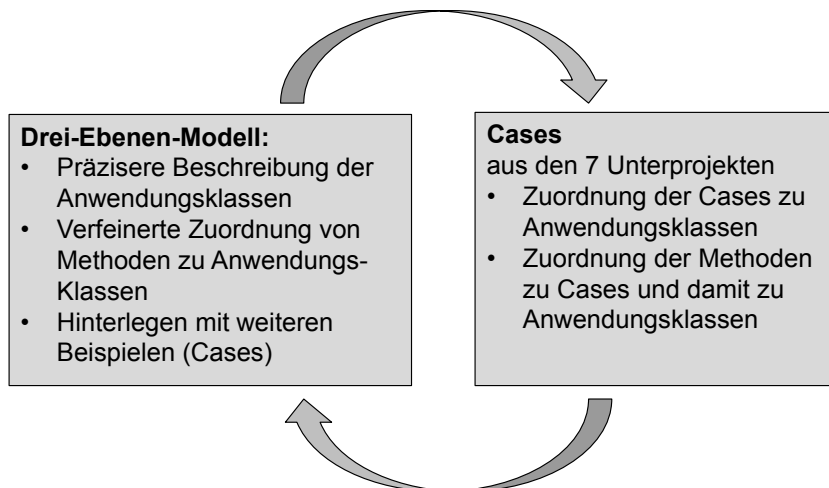 Drei-Ebenen-Modell:
• Präzisere Beschreibung der
Anwendungsklassen
• Verfeinerte Zuordnung von
Methoden zu Anwendungs-
Klassen
• Hinterlegen mit weiteren
Beispielen (Cases)
Cases
aus den 7 Unterprojekten
• Zuordnung der Cases zu
Anwendungsklassen
• Zuordnung der Methoden
zu Cases und damit zu
Anwendungsklassen